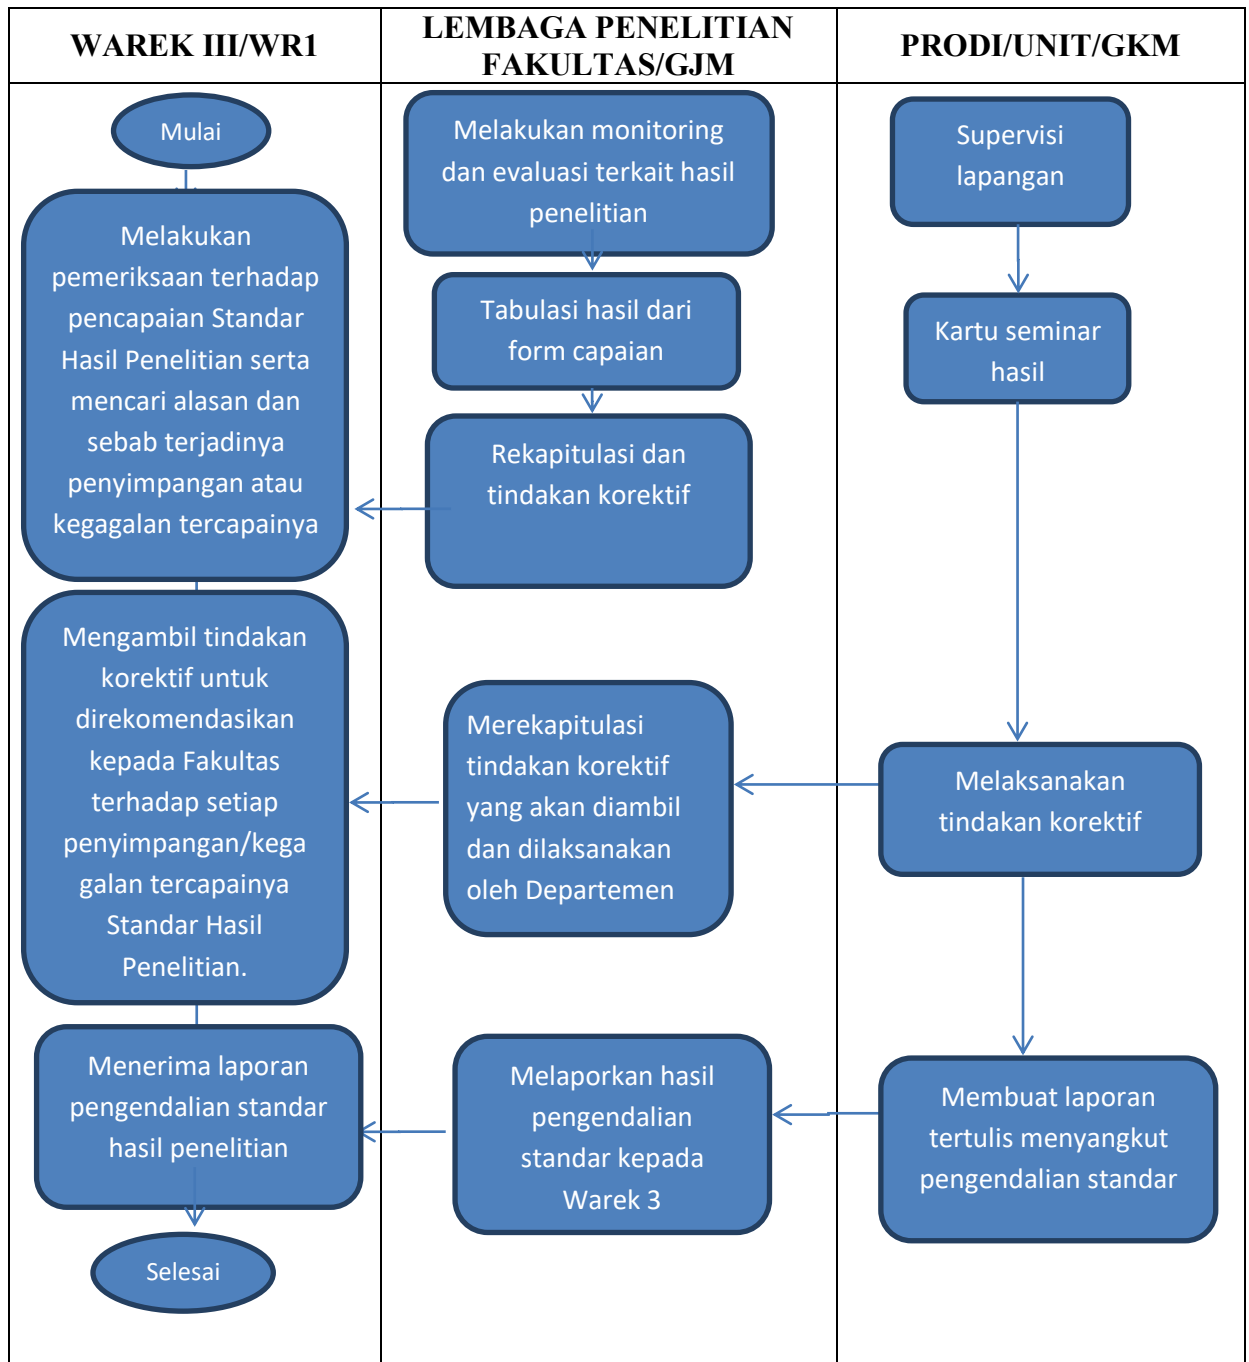 WAREK III/WR1
LEMBAGA PENELITIAN
FAKULTAS/GJM
PRODI/UNIT/GKM
Mulai
Melakukan
pemeriksaan terhadap
pencapaian Standar
Hasil Penelitian serta
mencari alasan dan
sebab terjadinya
penyimpangan atau
kegagalan tercapainya
Mengambil tindakan
korektif untuk
direkomendasikan
kepada Fakultas
terhadap setiap
penyimpangan/kega
galan tercapainya
Standar Hasil
Penelitian.
Menerima laporan
pengendalian standar
hasil penelitian
Selesai
Melakukan monitoring
dan evaluasi terkait hasil
penelitian
Tabulasi hasil dari
form capaian
Rekapitulasi dan
tindakan korektif
Merekapitulasi
tindakan korektif
yang akan diambil
dan dilaksanakan
oleh Departemen
Melaporkan hasil
pengendalian
standar kepada
Warek 3
Supervisi
lapangan
Kartu seminar
hasil
Melaksanakan
tindakan korektif
Membuat laporan
tertulis menyangkut
pengendalian standar